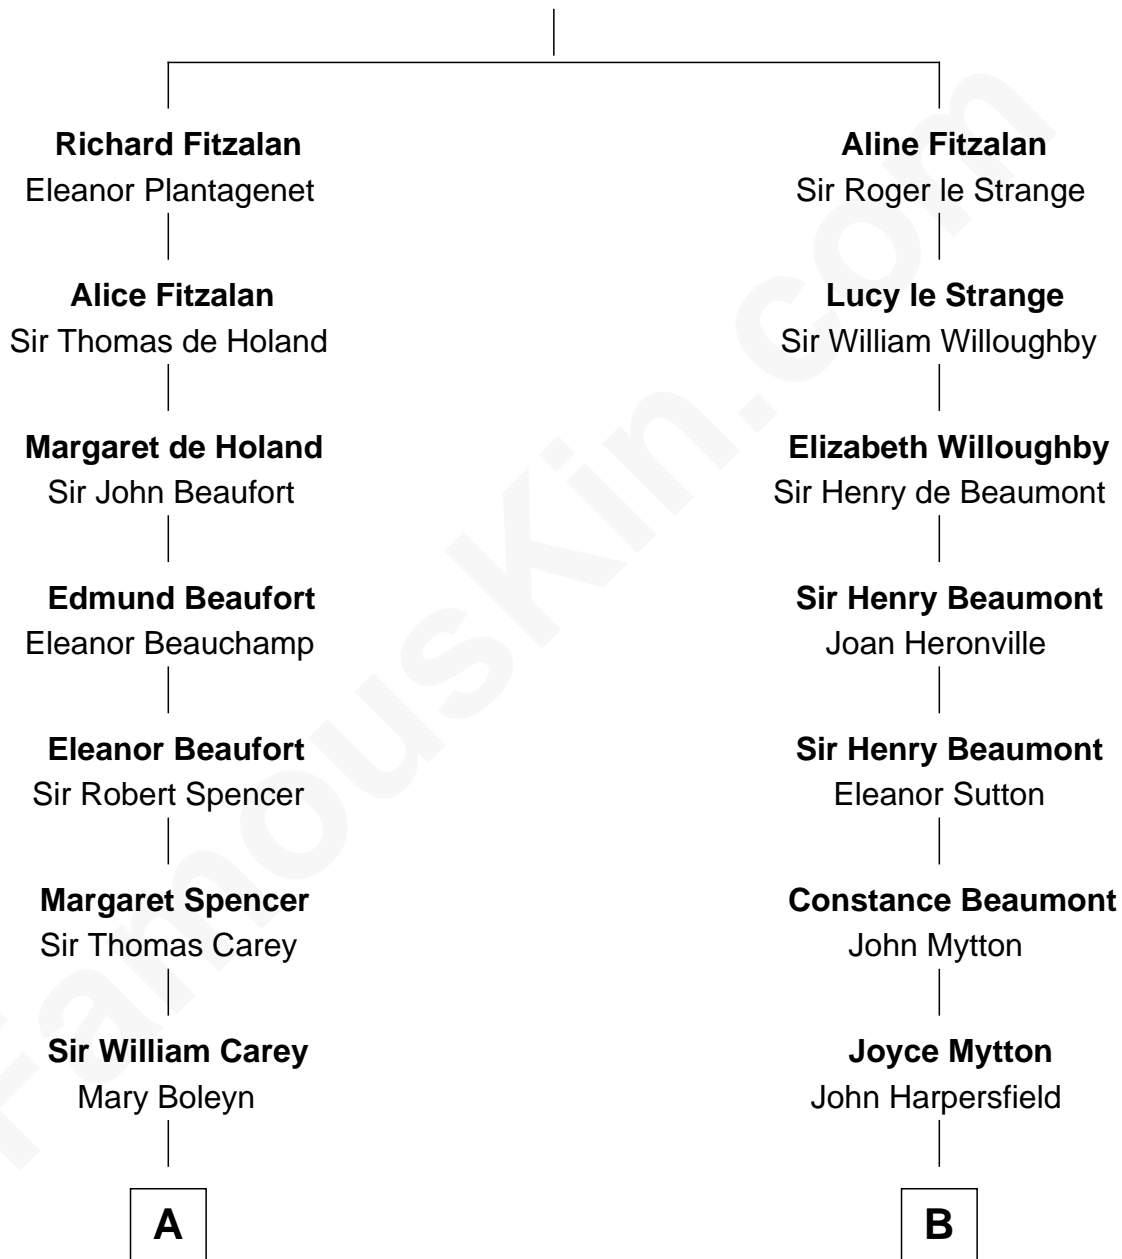 Richard Fitzalan
Eleanor Plantagenet
Alice Fitzalan
Sir Thomas de Holand
Margaret de Holand
Sir John Beaufort
Edmund Beaufort
Eleanor Beauchamp
Eleanor Beaufort
Sir Robert Spencer
Margaret Spencer
Sir Thomas Carey
Sir William Carey
Mary Boleyn
A
Aline Fitzalan
Sir Roger le Strange
Lucy le Strange
Sir William Willoughby
Elizabeth Willoughby
Sir Henry de Beaumont
Sir Henry Beaumont
Joan Heronville
Sir Henry Beaumont
Eleanor Sutton
Constance Beaumont
John Mytton
Joyce Mytton
John Harpersfield
B
FamousKin.com